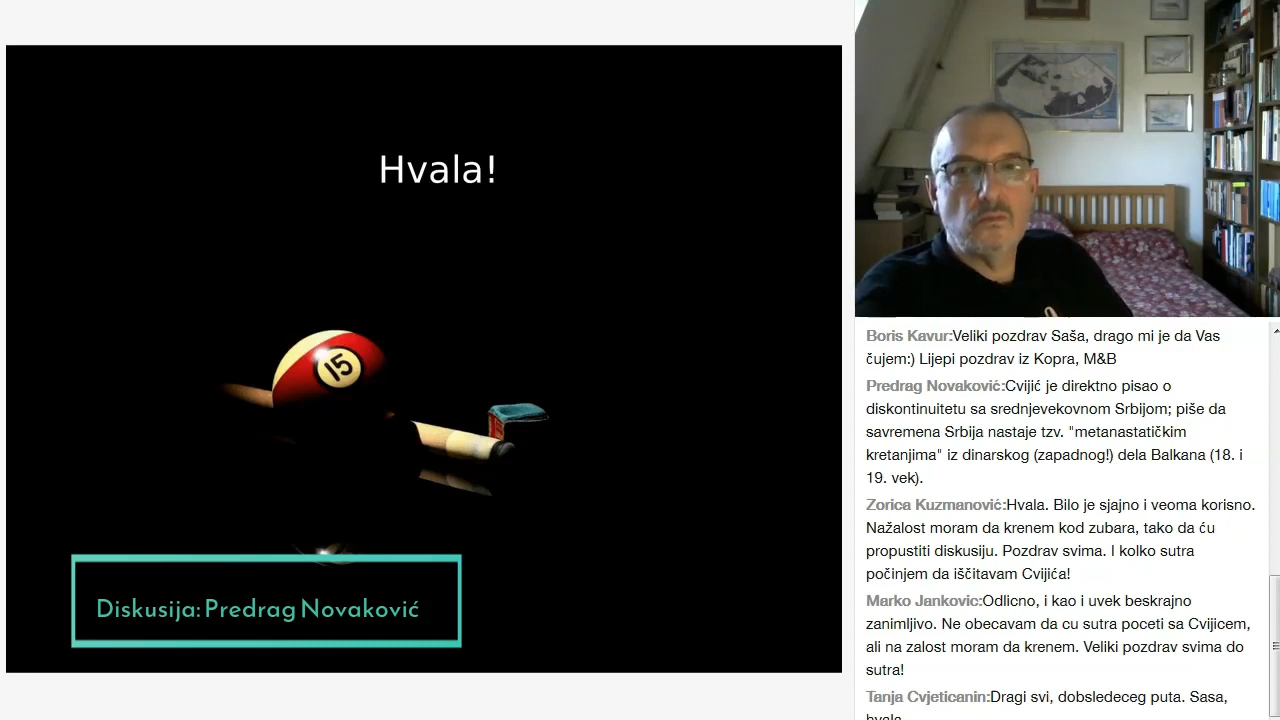 Hvala!
15
Diskusija: Predrag Novaković
Boris Kavur:Veliki pozdrav Saša, drago mi je da Vas
čujem:) Lijepi pozdrav iz Kopra, M&B
Predrag Novaković:Cvijić je direktno pisao o
diskontinuitetu sa srednjevekovnom Srbijom; piše da
savremena Srbija nastaje tzv. "metanastatičkim
kretanjima" iz dinarskog (zapadnog!) dela Balkana (18. i
19. vek).
Zorica Kuzmanović:Hvala. Bilo je sjajno i veoma korisno.
Nažalost moram da krenem kod zubara, tako da ću
propustiti diskusiju. Pozdrav svima. I kolko sutra
počinjem da iščitavam Cvijića!
Marko Jankovic:Odlicno, i kao i uvek beskrajno
zanimljivo. Ne obecavam da cu sutra poceti sa Cvijicem,
ali na zalost moram da krenem. Veliki pozdrav svima do
sutra!
Tanja Cvjeticanin:Dragi svi, dobsledeceg puta. Sasa,
hvala